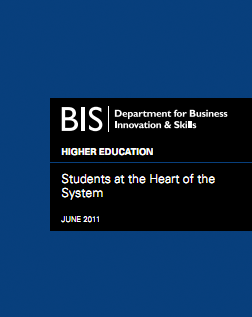 BIS Department for Business
Innovation & Skills
HIGHER EDUCATION
Students at the Heart of the
System
JUNE 2011